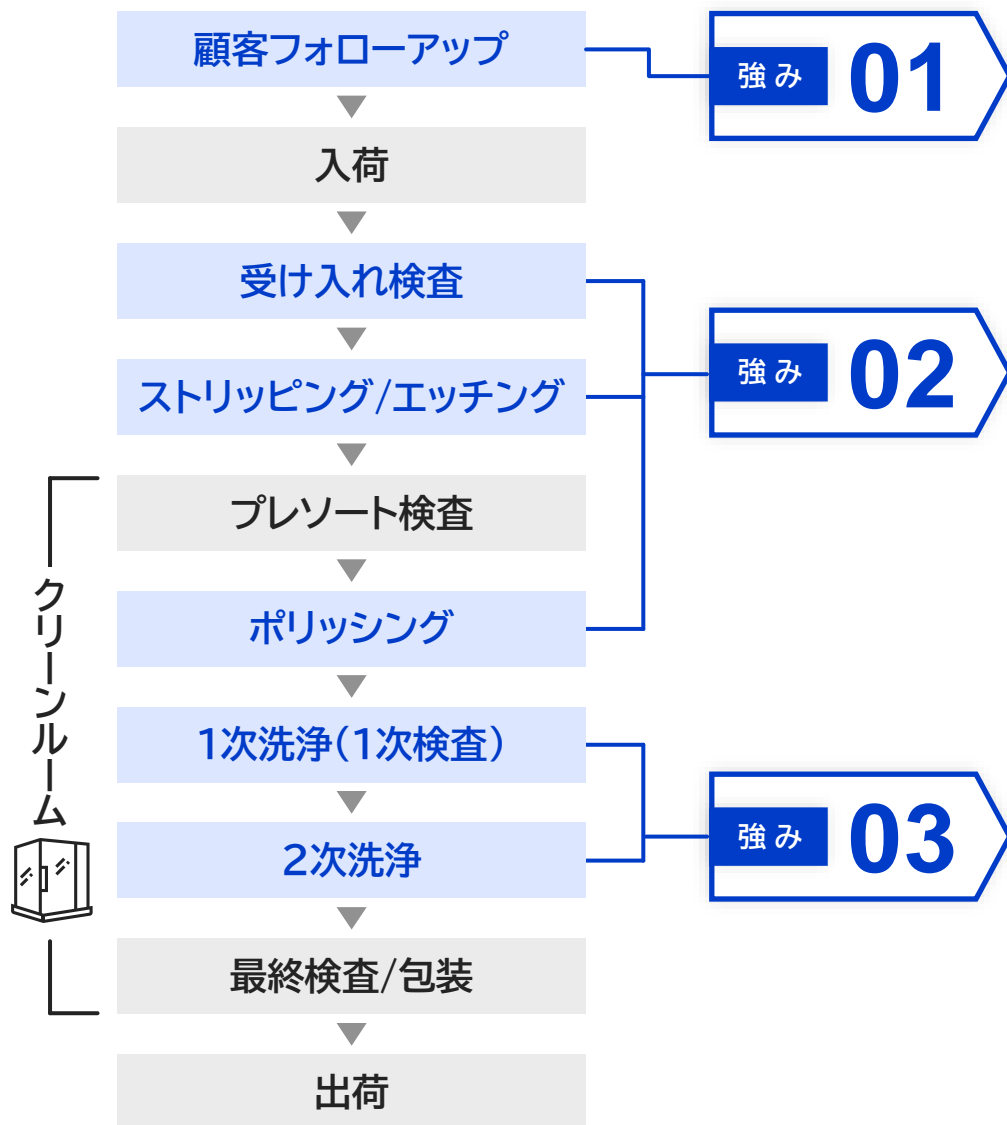 顧客フォローアップ
強み 01
入荷
受け入れ検査
ストリッピング/エッチング
強み 02
プレソート検査
ポリッシング
クリーンルーム
1次洗浄(1次検査)
2次洗浄
強み 03
最終検査/包装
出荷